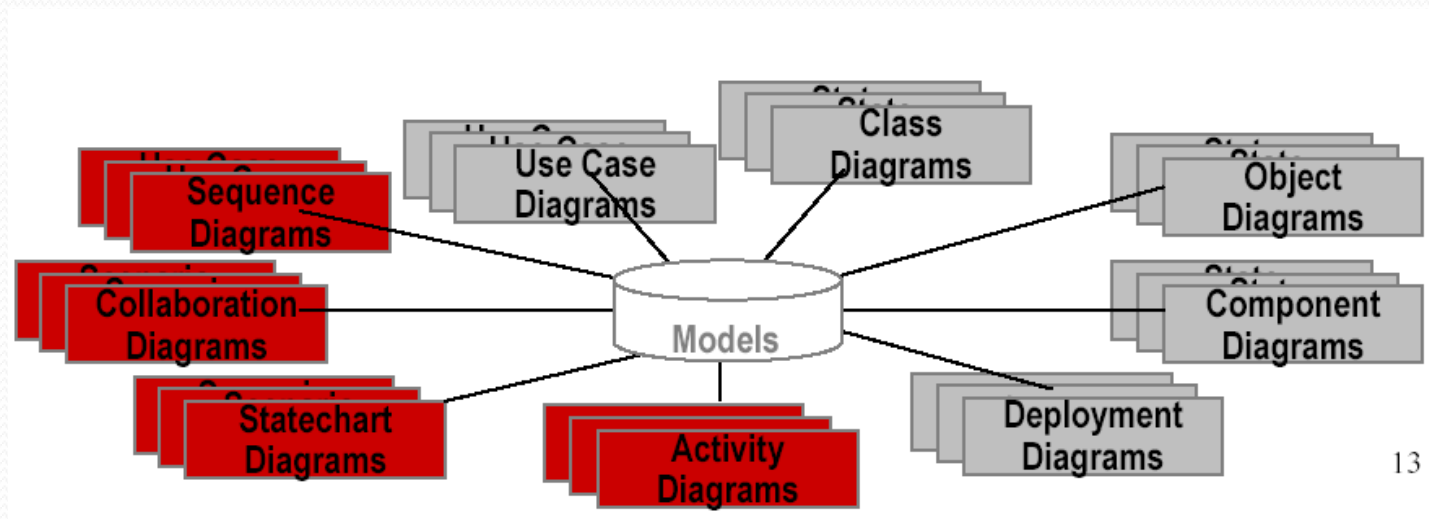 Class
Diagrams
Use Case
Diagrams
Object
Diagrams
Sequence
Diagrams
Collaboration
Diagrams
Models
Component
Diagrams
Statechart
Diagrams
Deployment
Diagrams
Activity
Diagrams
13